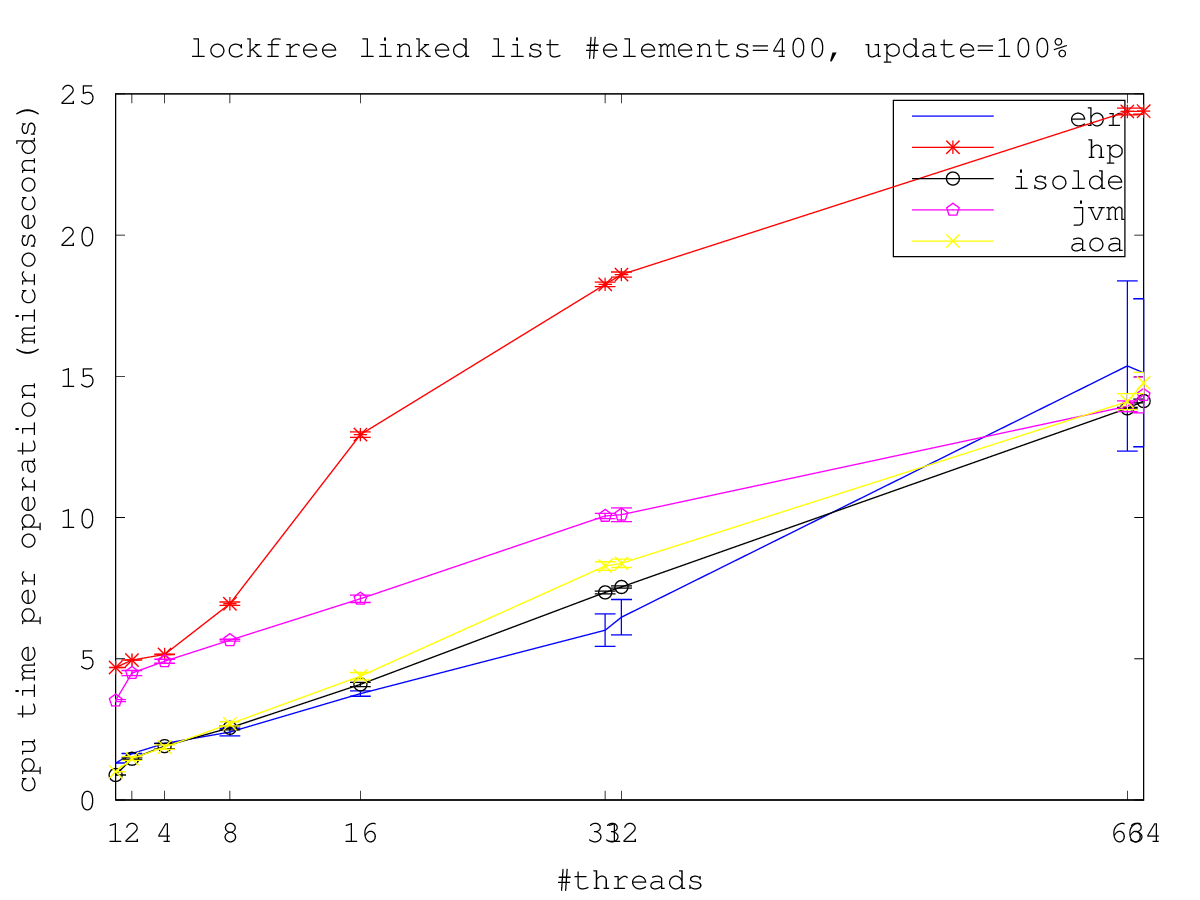 lockfree linked list #elements=400, update=100%
25
20
15
10
5
0
cpu time per operation (microseconds)
ebr
hp
isolde
jvm
aoa
1 2 4 8 16 31 32 63 64
#threads